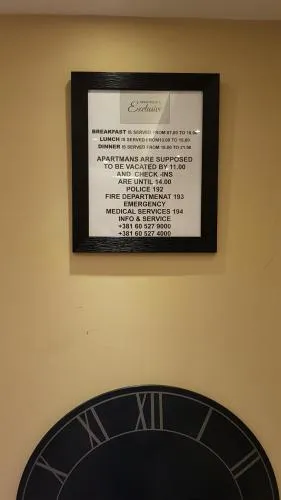 Exclusive
BREAKFAST IS SERVED FROM 07.00 TO 10.00
LUNCH IS SERVED FROM13.00 TO 15.00
DINNER IS SERVED FROM 18.00 TO 21.00
APARTMANS ARE SUPPOSED
TO BE VACATED BY 11.00
AND CHECK -INS
ARE UNTIL 14.00
POLICE 192
FIRE DEPARTMENAT 193
EMERGENCY
MEDICAL SERVICES 194
INFO & SERVICE
+381 60 527 9000
+381 60 527 4000
XI XII I